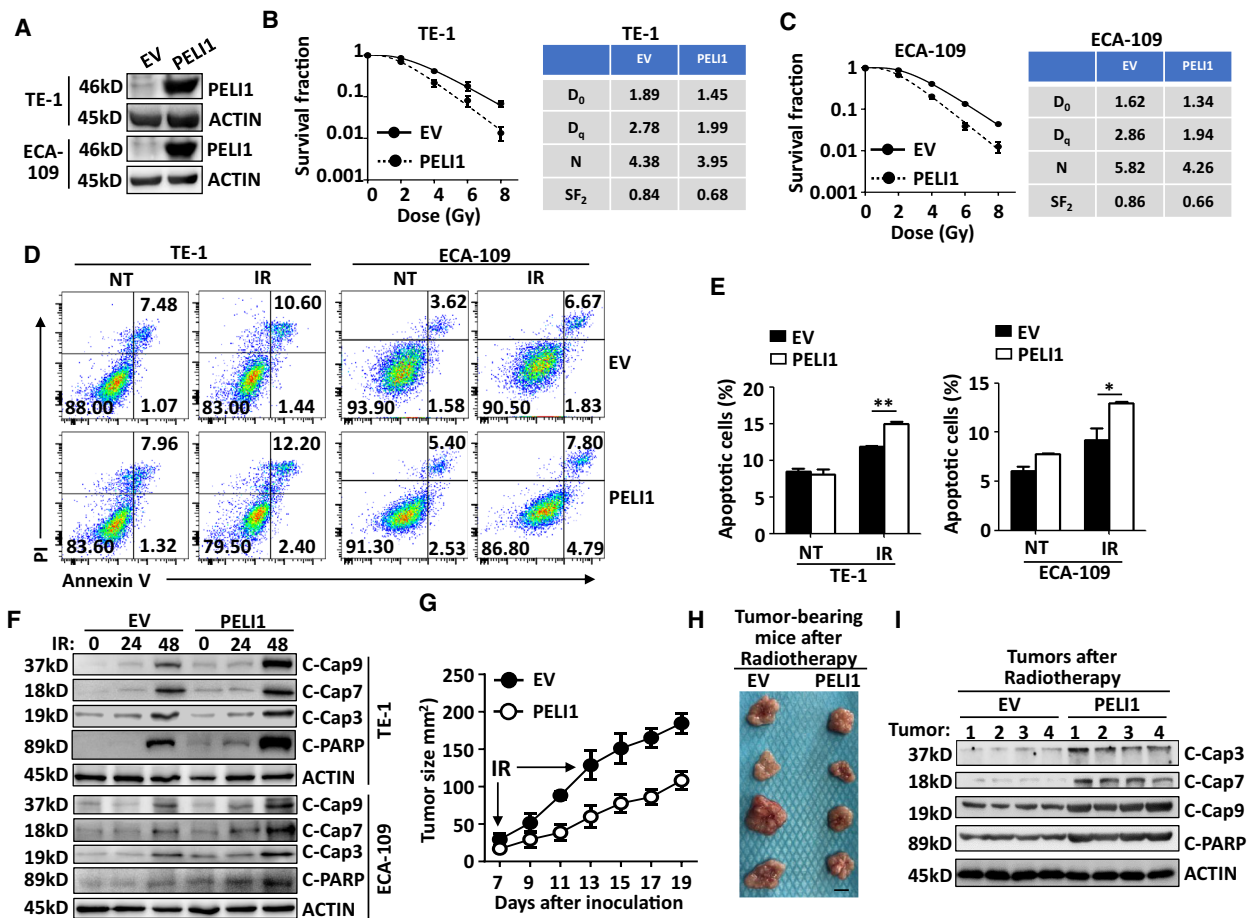 A
EV PELI1
TE-1
46kD PELI1
45kD ACTIN
ECA-109
46kD PELI1
45kD ACTIN
B
TE-1
Survival fraction
1
0.1
0.01
0.001
EV
PELI1
0 2 4 6 8
Dose (Gy)
TE-1
EV PELI1
D0 1.89 1.45
Dq 2.78 1.99
N 4.38 3.95
SF2 0.84 0.68
C
ECA-109
Survival fraction
1
0.1
0.01
0.001
EV
PELI1
0 2 4 6 8
Dose (Gy)
ECA-109
EV PELI1
D0 1.62 1.34
Dq 2.86 1.94
N 5.82 4.26
SF2 0.86 0.66
D
TE-1 ECA-109
NT IR NT IR
7.48 10.60 3.62 6.67
EV
88.00 1.07 83.00 1.44 93.90 1.58 90.50 1.83
7.96 12.20 5.40 7.80
PELI1
83.60 1.32 79.50 2.40 91.30 2.53 86.80 4.79
PI
Annexin V
E
EV
PELI1
Apoptotic cells (%)
20
15
10
5
0
**
NT IR
TE-1
EV
PELI1
Apoptotic cells (%)
15
10
5
0
*
NT IR
ECA-109
F
EV PELI1
IR: 0 24 48 0 24 48
37kD C-Cap9
18kD C-Cap7
19kD C-Cap3
89kD C-PARP
45kD ACTIN
TE-1
37kD C-Cap9
18kD C-Cap7
19kD C-Cap3
89kD C-PARP
45kD ACTIN
ECA-109
G
Tumor size mm2
250
200
150
100
50
0
EV
PELI1
IR
7 9 11 13 15 17 19
Days after inoculation
H
Tumor-bearing
mice after
Radiotherapy
EV PELI1
I
Tumors after
Radiotherapy
EV PELI1
Tumor: 1 2 3 4 1 2 3 4
37kD C-Cap3
18kD C-Cap7
19kD C-Cap9
89kD C-PARP
45kD ACTIN